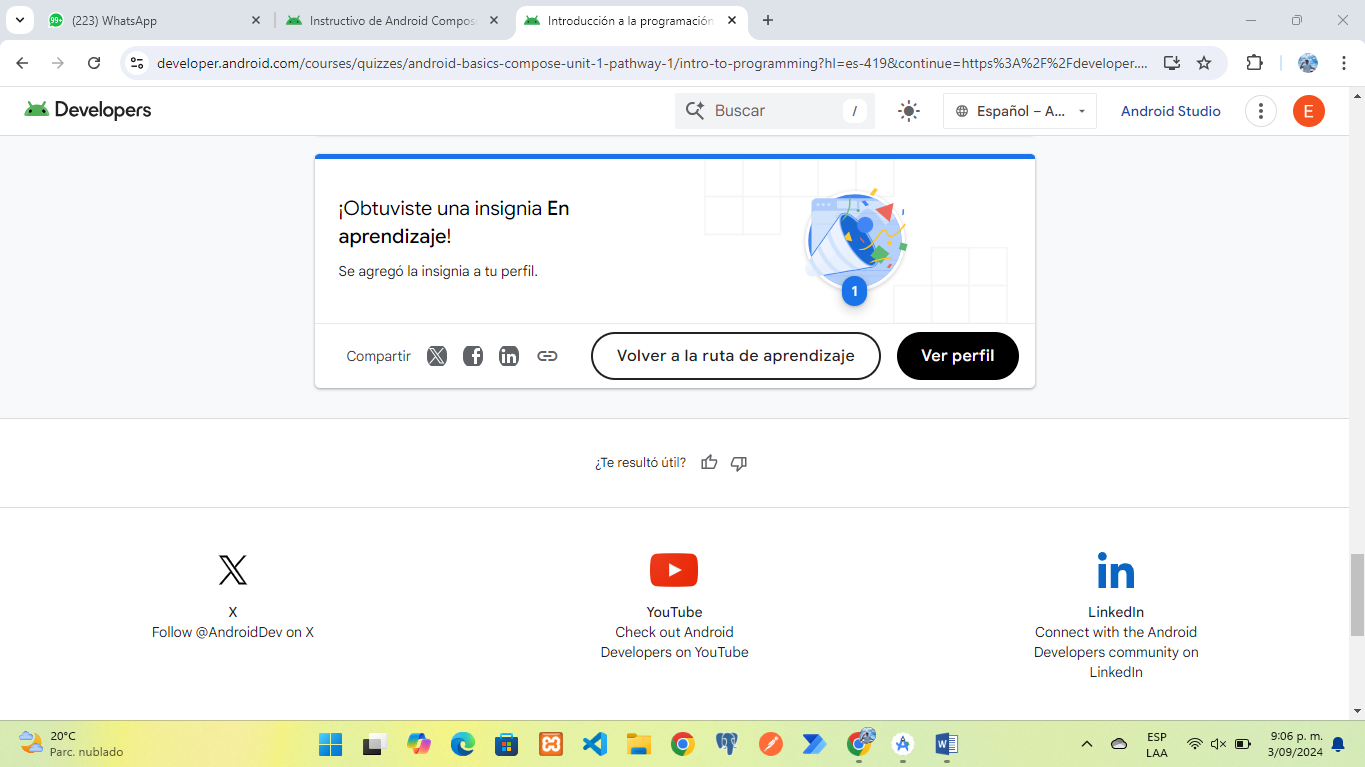 (223) WhatsApp
Instructivo de Android Compose
Introducción a la programación
developer.android.com/courses/quizzes/android-basics-compose-unit-1-pathway-1/intro-to-programming?hl=es-419&continue=https%3A%2F%2Fdeveloper....
Developers
Buscar
/
Español – A...
Android Studio
E
¡Obtuviste una insignia En
aprendizaje!
Se agregó la insignia a tu perfil.
1
Compartir
Volver a la ruta de aprendizaje
Ver perfil
¿Te resultó útil?
X
Follow @AndroidDev on X
YouTube
Check out Android
Developers on YouTube
LinkedIn
Connect with the Android
Developers community on
LinkedIn
20°C
Parc. nublado
ESP
LAA
9:06 p. m.
3/09/2024